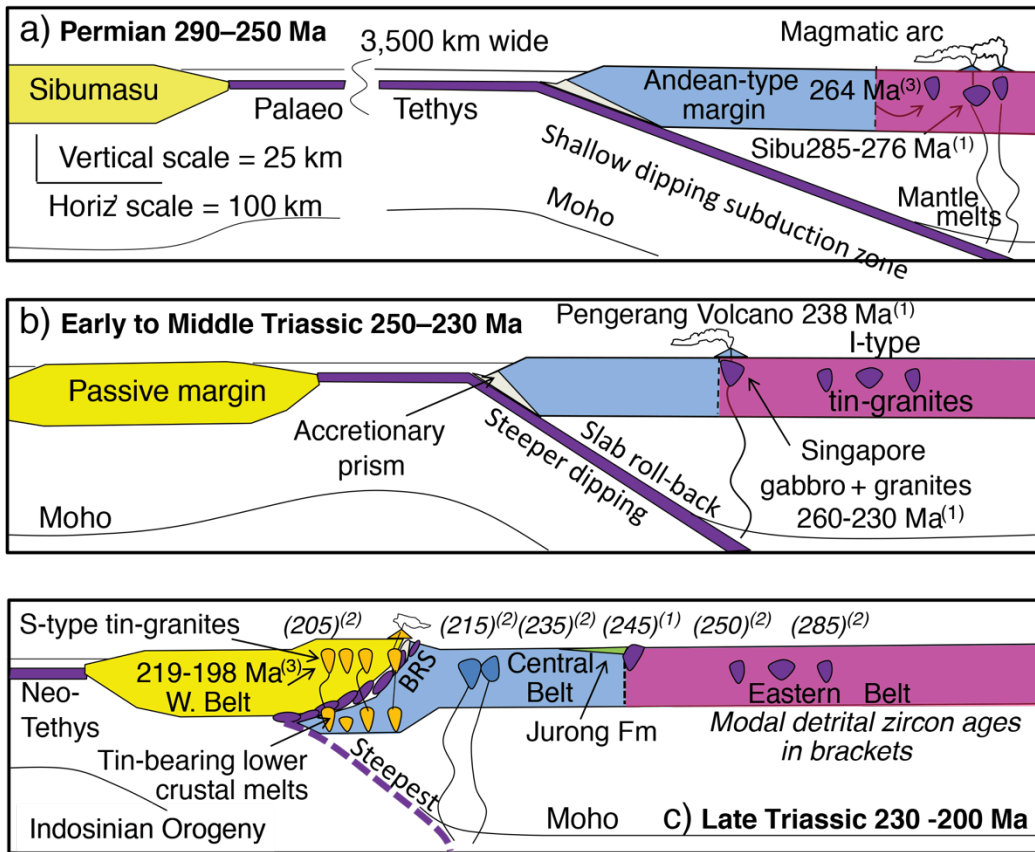 a) Permian 290–250 Ma
3,500 km wide
Magmatic arc
Sibumasu
Palaeo
Tethys
Andean-type
margin
264 Ma(3)
Sibu285-276 Ma(1)
Vertical scale = 25 km
Horiz' scale = 100 km
Moho
Shallow dipping subduction zone
Mantle
melts
b) Early to Middle Triassic 250–230 Ma
Pengerang Volcano 238 Ma(1)
I-type
Passive margin
tin-granites
Accretionary
prism
Steeper dipping
Slab roll-back
Singapore
gabbro + granites
260-230 Ma(1)
Moho
S-type tin-granites
(205)(2)
(215)(2)
(235)(2)
(245)(1)
(250)(2)
(285)(2)
219-198 Ma(3)
W. Belt
BRS
Central
Belt
Eastern Belt
Neo-
Tethys
Jurong Fm
Modal detrital zircon ages
in brackets
Tin-bearing lower
crustal melts
Steepest
Indosinian Orogeny
Moho
c) Late Triassic 230 -200 Ma